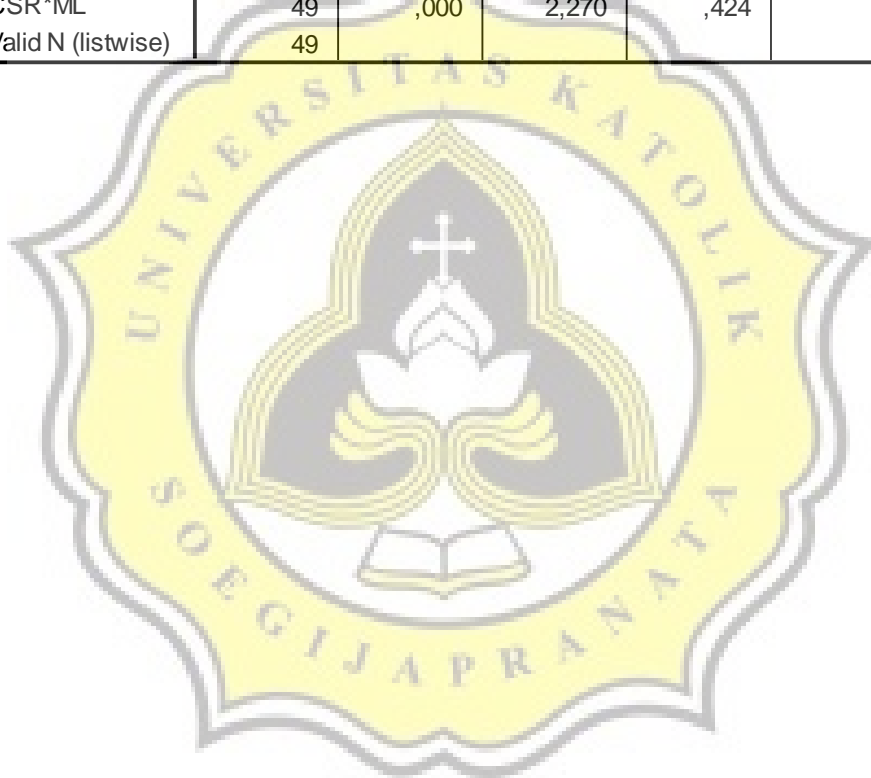 CSR*ML 49 ,000 2,270 ,424
Valid N (listwise) 49
UNIVERSITAS KATOLIK
SOEGIJAPRANATA